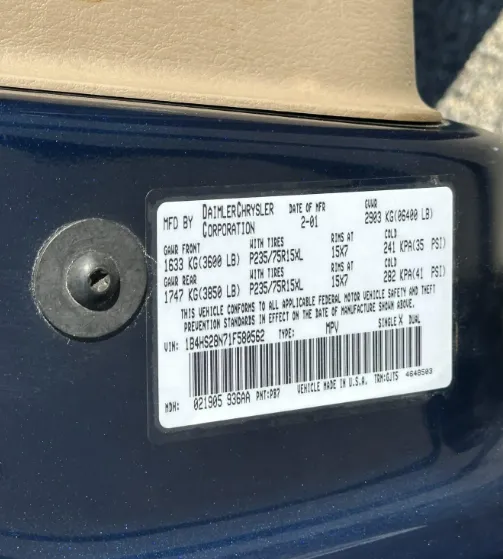 MFD BY DAIMLERCHRYSLER CORPORATION DATE OF MFR 2-01 GVWR 2903 KG(06400 LB)
GAWR FRONT WITH TIRES RIMS AT COLD
1633 KG(3600 LB) P235/75R15XL 15X7 241 KPA(35 PSI)
GAWR REAR WITH TIRES RIMS AT COLD
1747 KG(3850 LB) P235/75R15XL 15X7 282 KPA(41 PSI)
THIS VEHICLE CONFORMS TO ALL APPLICABLE FEDERAL MOTOR VEHICLE SAFETY AND THEFT
PREVENTION STANDARDS IN EFFECT ON THE DATE OF MANUFACTURE SHOWN ABOVE.
VIN: 1B4HS28N71F580562 TYPE: MPV SINGLE X DUAL
MDH: 021905 936AA PNT:PB7 VEHICLE MADE IN U.S.A. TRM:GJT5 4648503